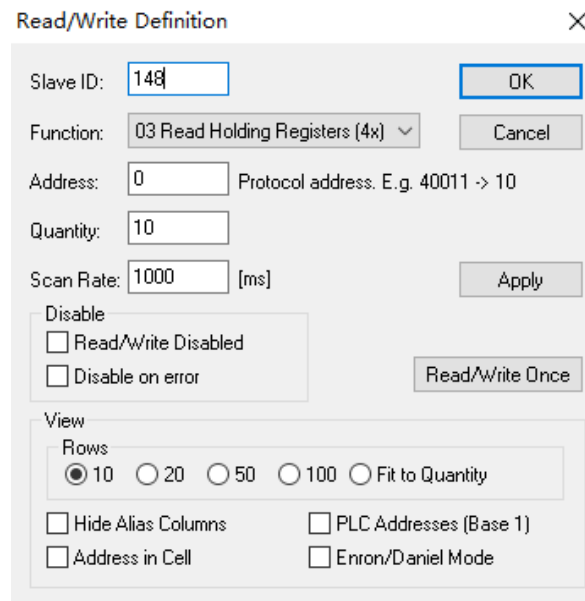 Read/Write Definition
Slave ID: 148 OK
Function: 03 Read Holding Registers (4x) Cancel
Address: 0 Protocol address. E.g. 40011 -> 10
Quantity: 10
Scan Rate: 1000 [ms] Apply
Disable
Read/Write Disabled
Disable on error
Read/Write Once
View
Rows
10 20 50 100 Fit to Quantity
Hide Alias Columns PLC Addresses (Base 1)
Address in Cell Enron/Daniel Mode